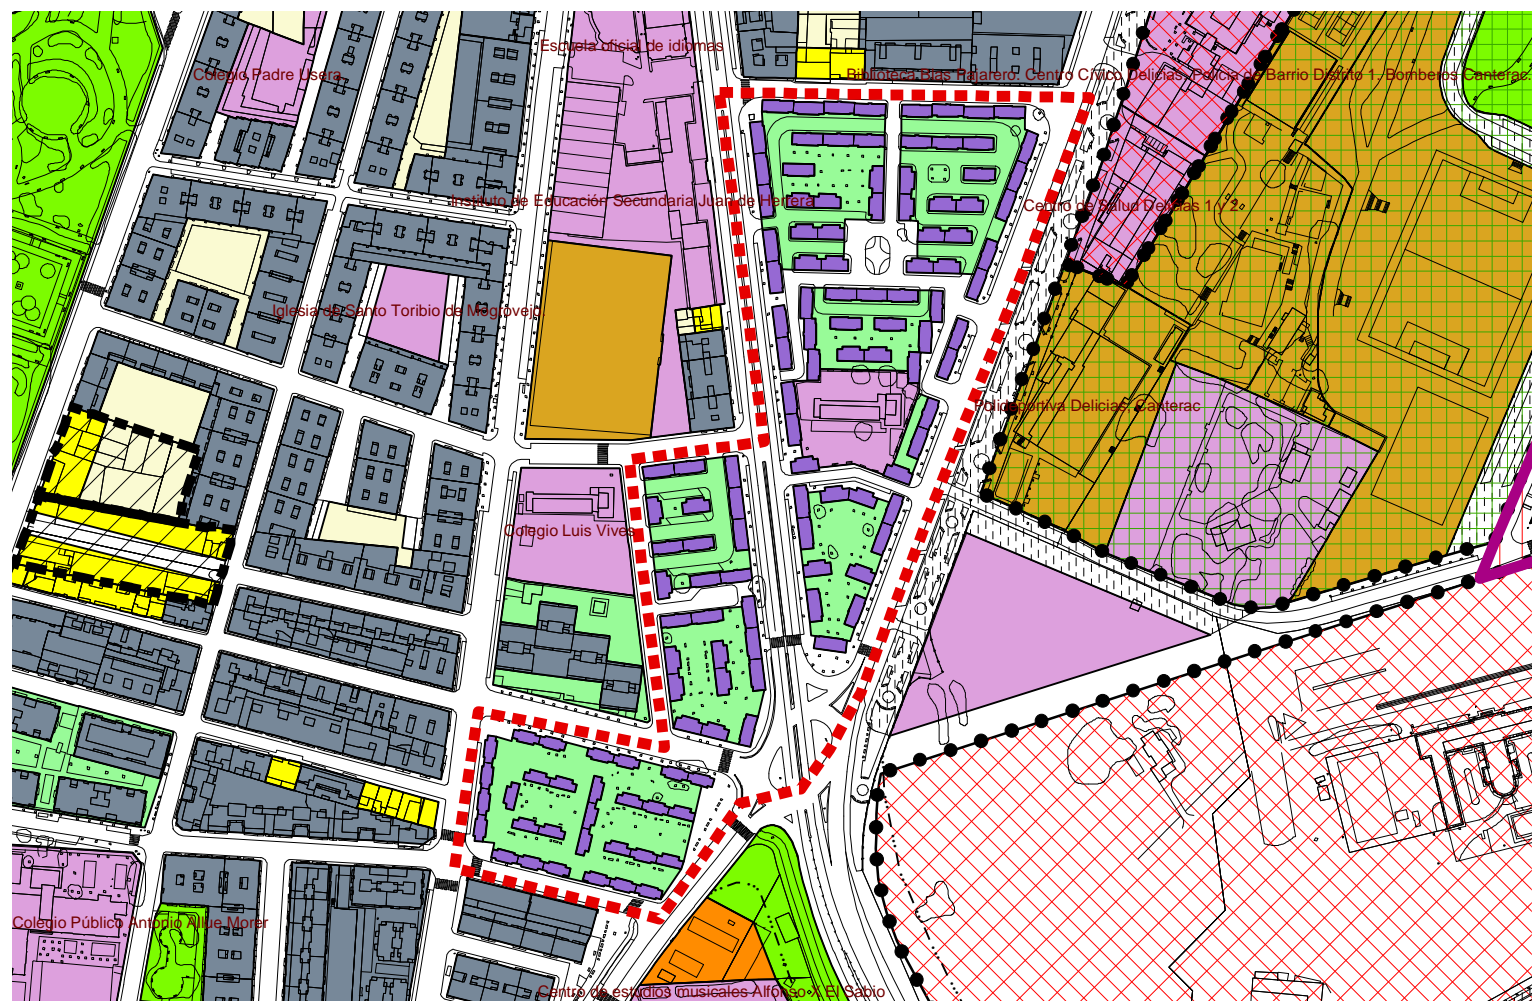 Escuela oficial de idiomas
Colegio Padre Usera
Biblioteca Blas Pajarero. Centro Cívico Delicias. Policía de Barrio Distrito 1. Bomberos Canterac.
Instituto de Educación Secundaria Juan de Herrera
Centro de Salud Delicias 1 y 2
Iglesia de Santo Toribio de Mogrovejo
Polideportiva Delicias, Canterac
Colegio Luis Vives
Colegio Público Antonio Allue Morer
Centro de estudios musicales Alfonso X El Sabio